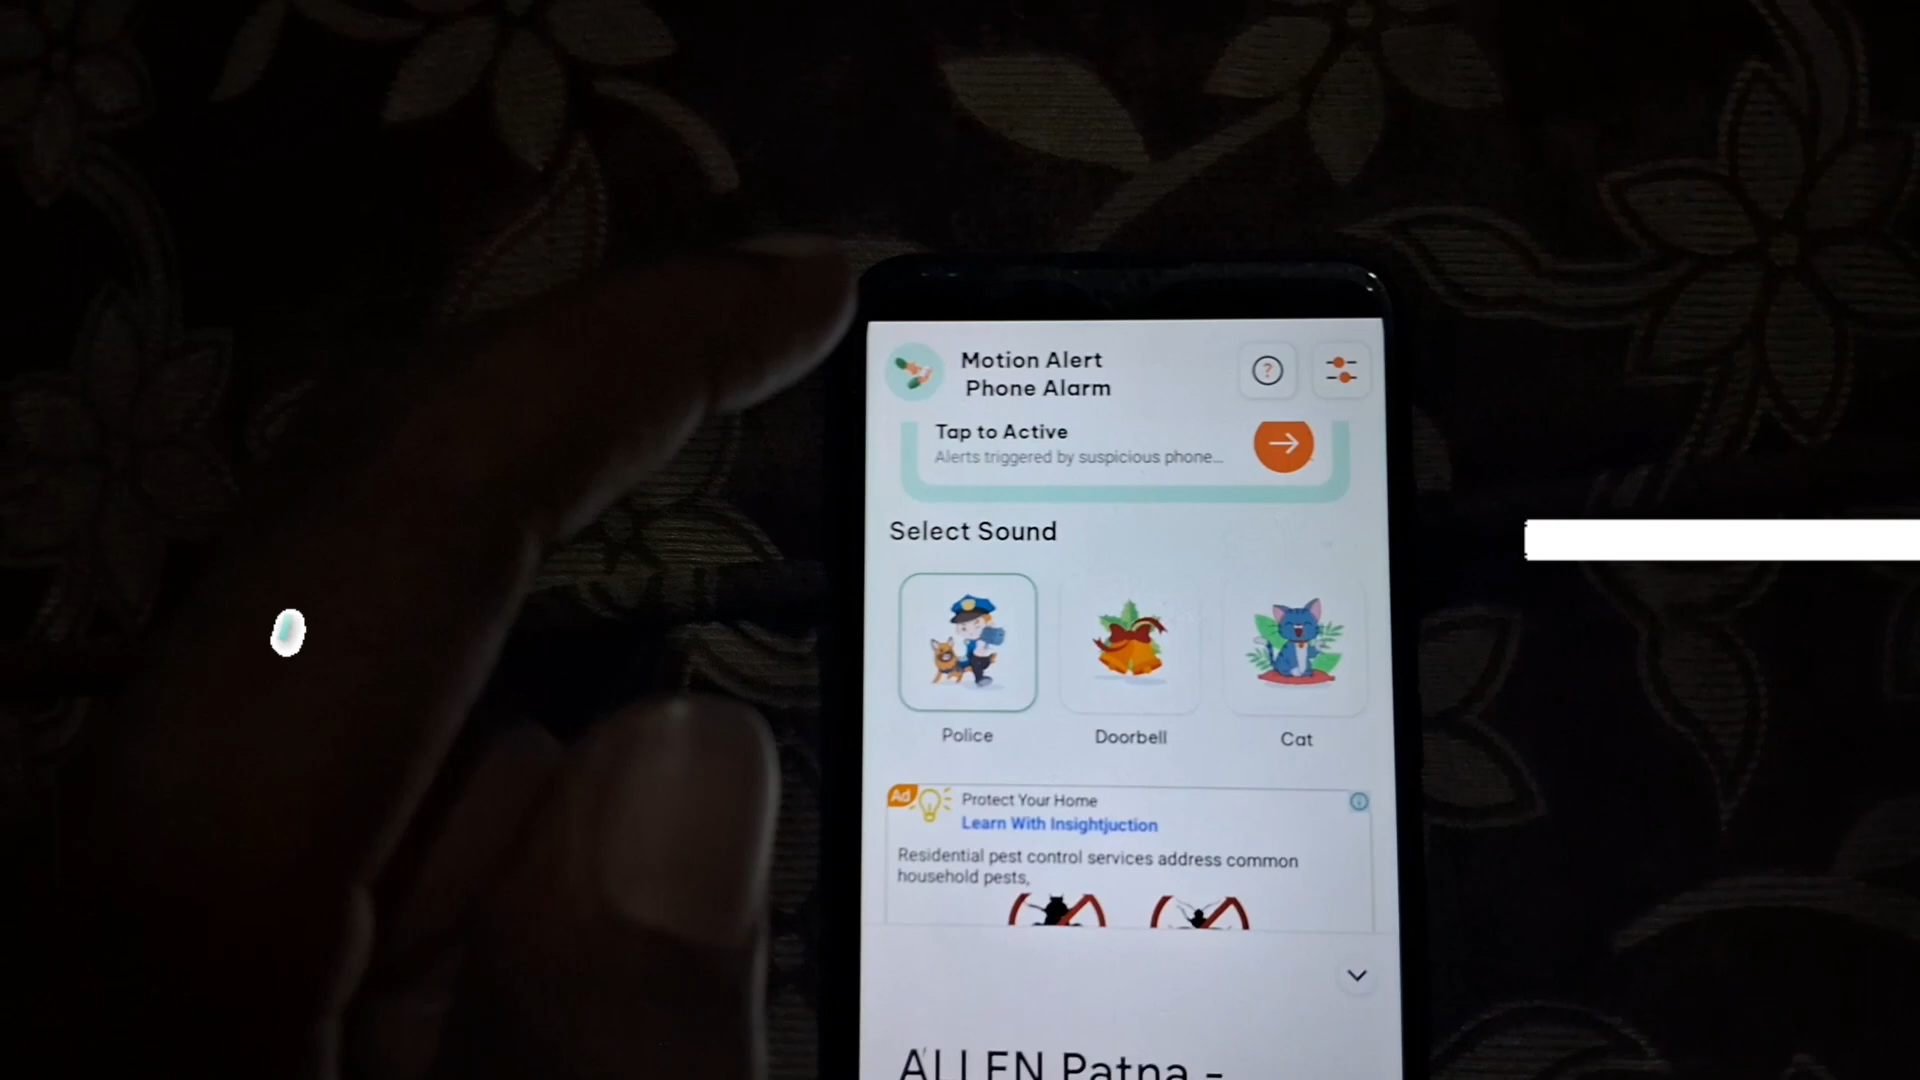 Motion Alert
Phone Alarm
?
Tap to Active
Alerts triggered by suspicious phone...
Select Sound
Police
Doorbell
Cat
Ad
Protect Your Home
Learn With Insightjuction
Residential pest control services address common
household pests,
ALLEN Patna -